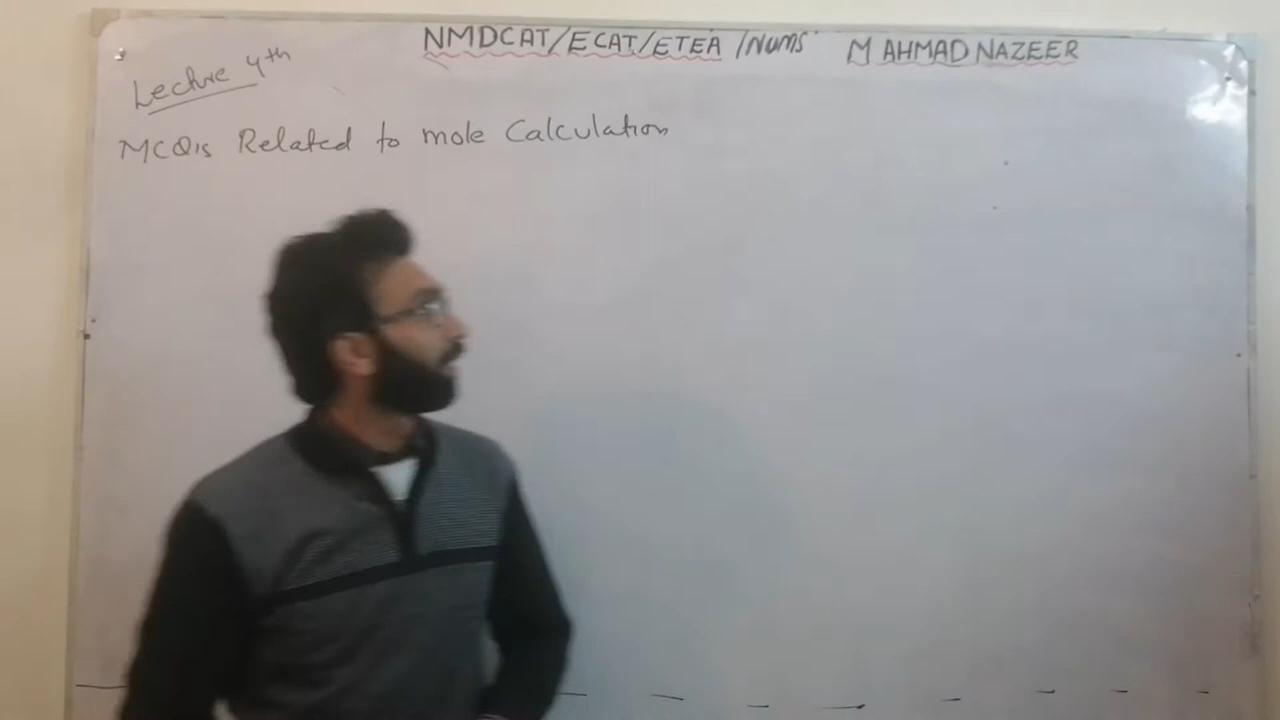 NMDCAT/ECAT/ETEA/NUMS M AHMAD NAZEER
Lecture 4th
MCQ,s Related to mole Calculation